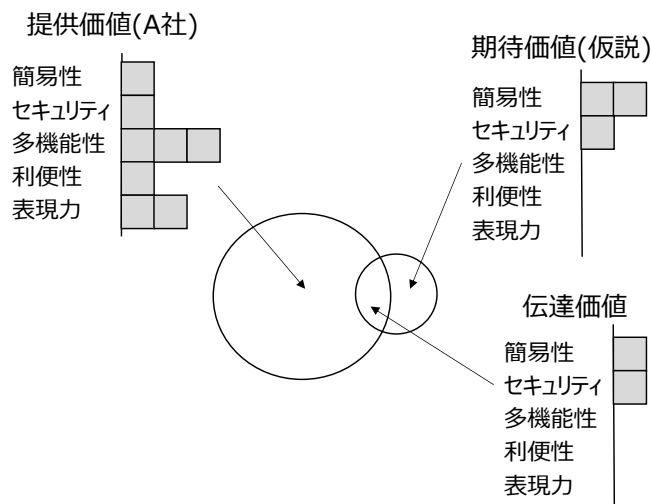 提供価値(A社)
簡易性
セキュリティ
多機能性
利便性
表現力
期待価値(仮説)
簡易性
セキュリティ
多機能性
利便性
表現力
伝達価値
簡易性
セキュリティ
多機能性
利便性
表現力